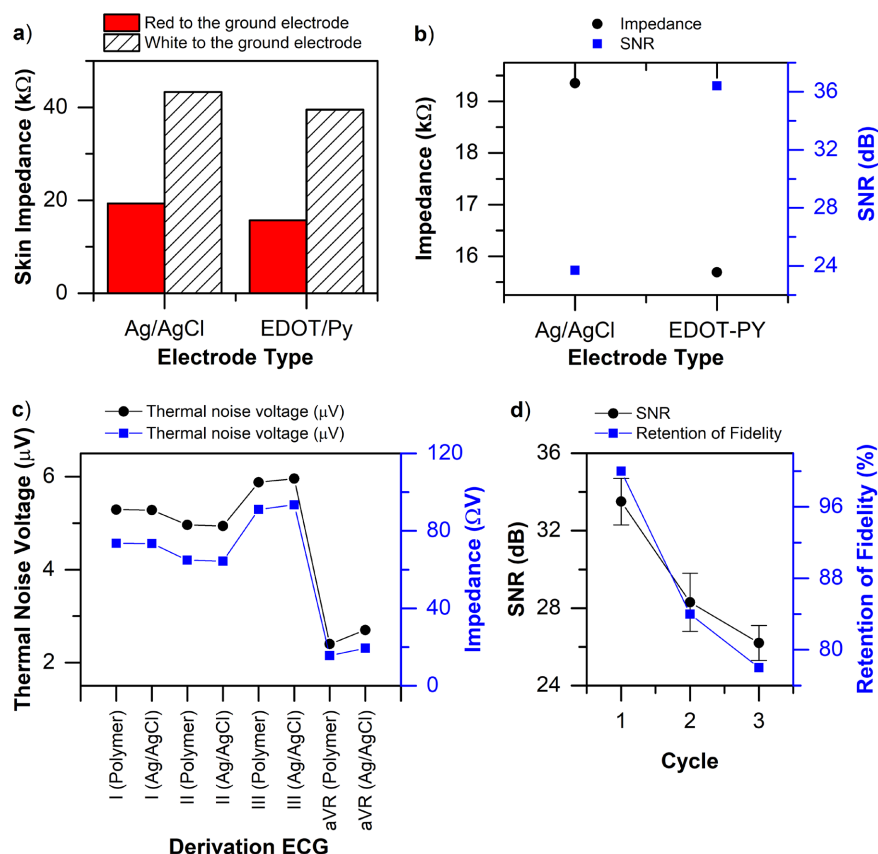 a)
Red to the ground electrode
White to the ground electrode
Skin Impedance (kΩ)
40
20
0
Ag/AgCl
EDOT/Py
Electrode Type
b)
Impedance
SNR
Impedance (kΩ)
19
18
17
16
36
32
28
24
SNR (dB)
Ag/AgCl
EDOT-PY
Electrode Type
c)
Thermal noise voltage (μV)
Thermal noise voltage (μV)
Thermal Noise Voltage (μV)
6
4
2
120
80
40
0
Impedance (ΩV)
I (Polymer)
I (Ag/AgCl)
II (Polymer)
II (Ag/AgCl)
III (Polymer)
III (Ag/AgCl)
aVR (Polymer)
aVR (Ag/AgCl)
Derivation ECG
d)
SNR
Retention of Fidelity
SNR (dB)
36
32
28
24
96
88
80
Retention of Fidelity (%)
1
2
3
Cycle